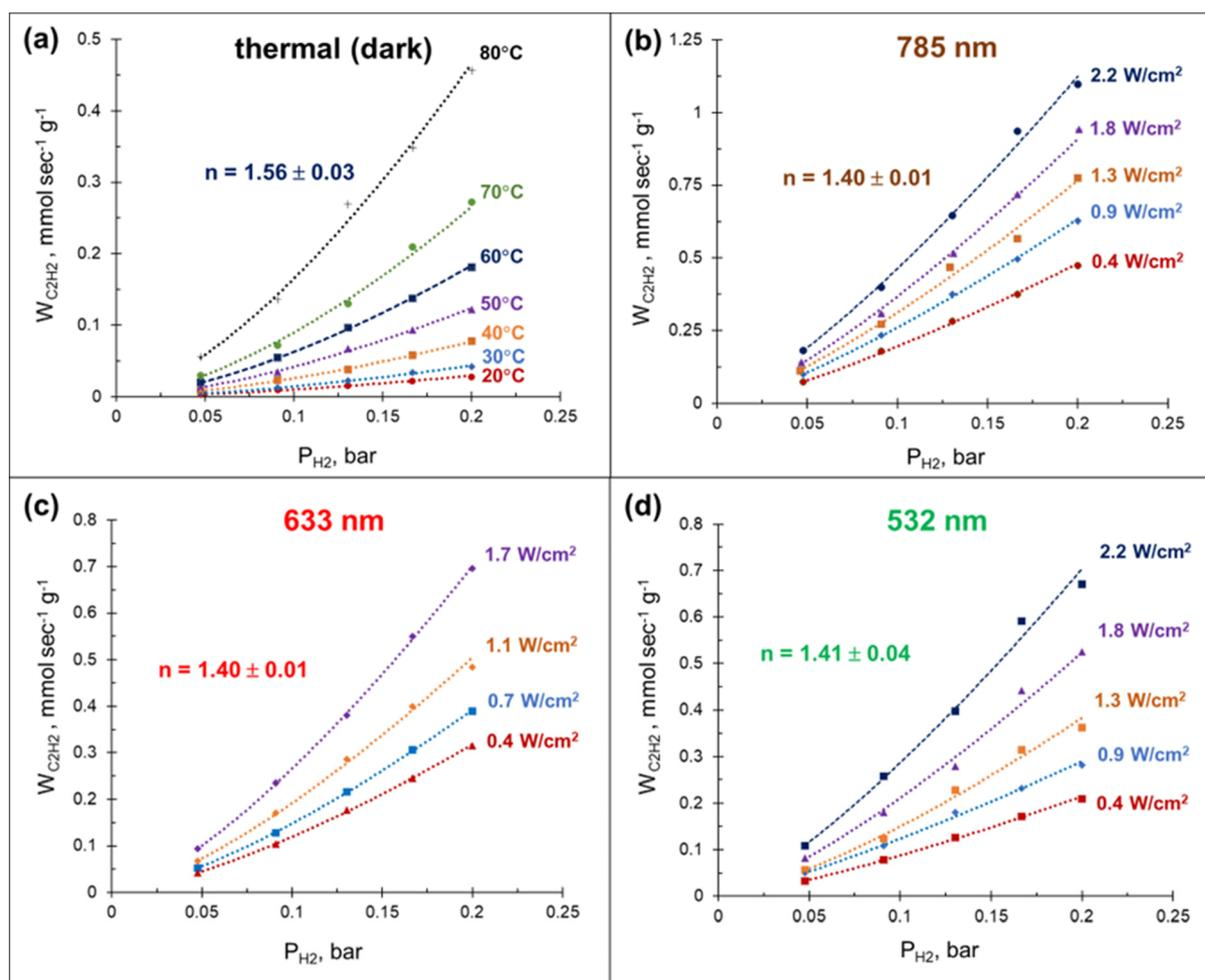 (a)
thermal (dark)
0.5
0.4
0.3
0.2
0.1
0
0
0.05
0.1
0.15
0.2
0.25
W_C2H2 , mmol sec⁻¹ g⁻¹
P_H2, bar
n = 1.56 ± 0.03
80°C
70°C
60°C
50°C
40°C
30°C
20°C
(b)
785 nm
1.25
1
0.75
0.5
0.25
0
0
0.05
0.1
0.15
0.2
0.25
W_C2H2 , mmol sec⁻¹ g⁻¹
P_H2, bar
n = 1.40 ± 0.01
2.2 W/cm²
1.8 W/cm²
1.3 W/cm²
0.9 W/cm²
0.4 W/cm²
(c)
633 nm
0.8
0.7
0.6
0.5
0.4
0.3
0.2
0.1
0
0
0.05
0.1
0.15
0.2
0.25
W_C2H2 , mmol sec⁻¹ g⁻¹
P_H2, bar
n = 1.40 ± 0.01
1.7 W/cm²
1.1 W/cm²
0.7 W/cm²
0.4 W/cm²
(d)
532 nm
0.8
0.7
0.6
0.5
0.4
0.3
0.2
0.1
0
0
0.05
0.1
0.15
0.2
0.25
W_C2H2 , mmol sec⁻¹ g⁻¹
P_H2, bar
n = 1.41 ± 0.04
2.2 W/cm²
1.8 W/cm²
1.3 W/cm²
0.9 W/cm²
0.4 W/cm²